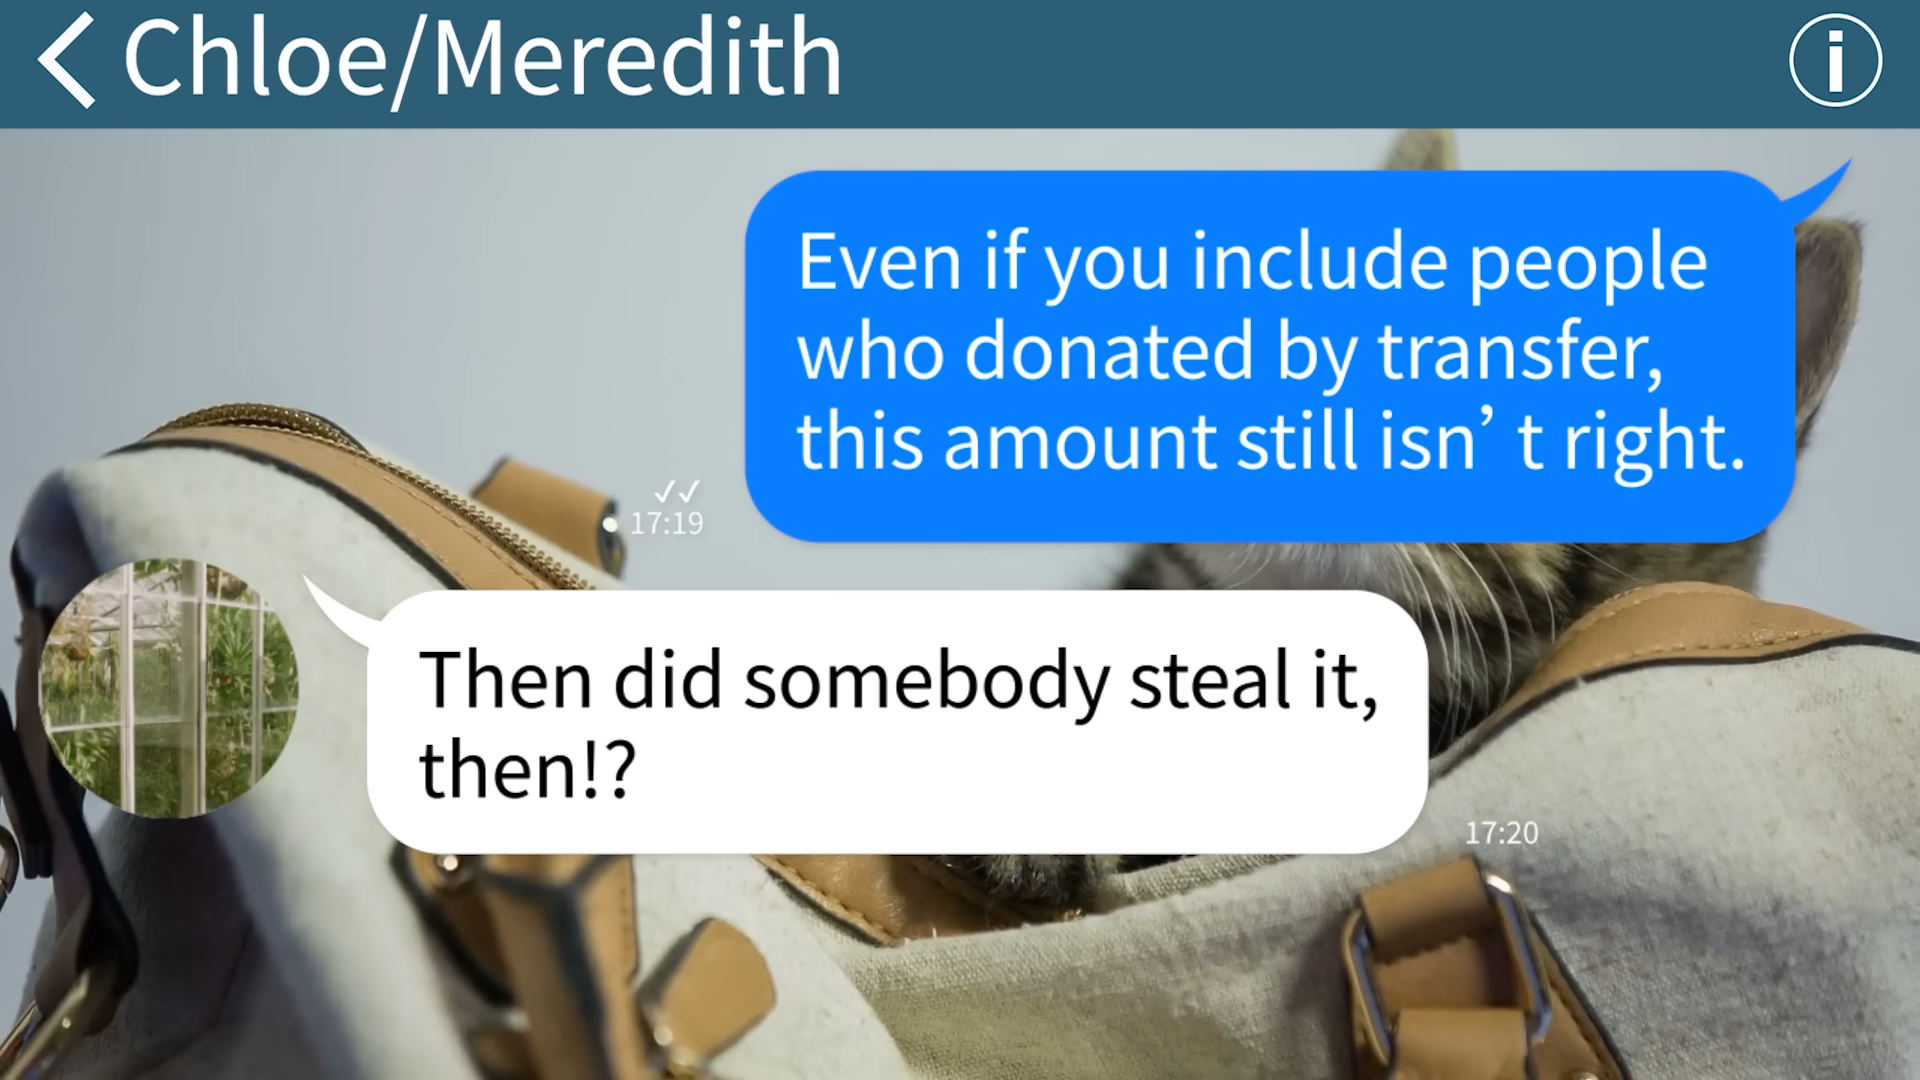 Chloe/Meredith
Even if you include people
who donated by transfer,
this amount still isn’ t right.
17:19
Then did somebody steal it,
then!?
17:20